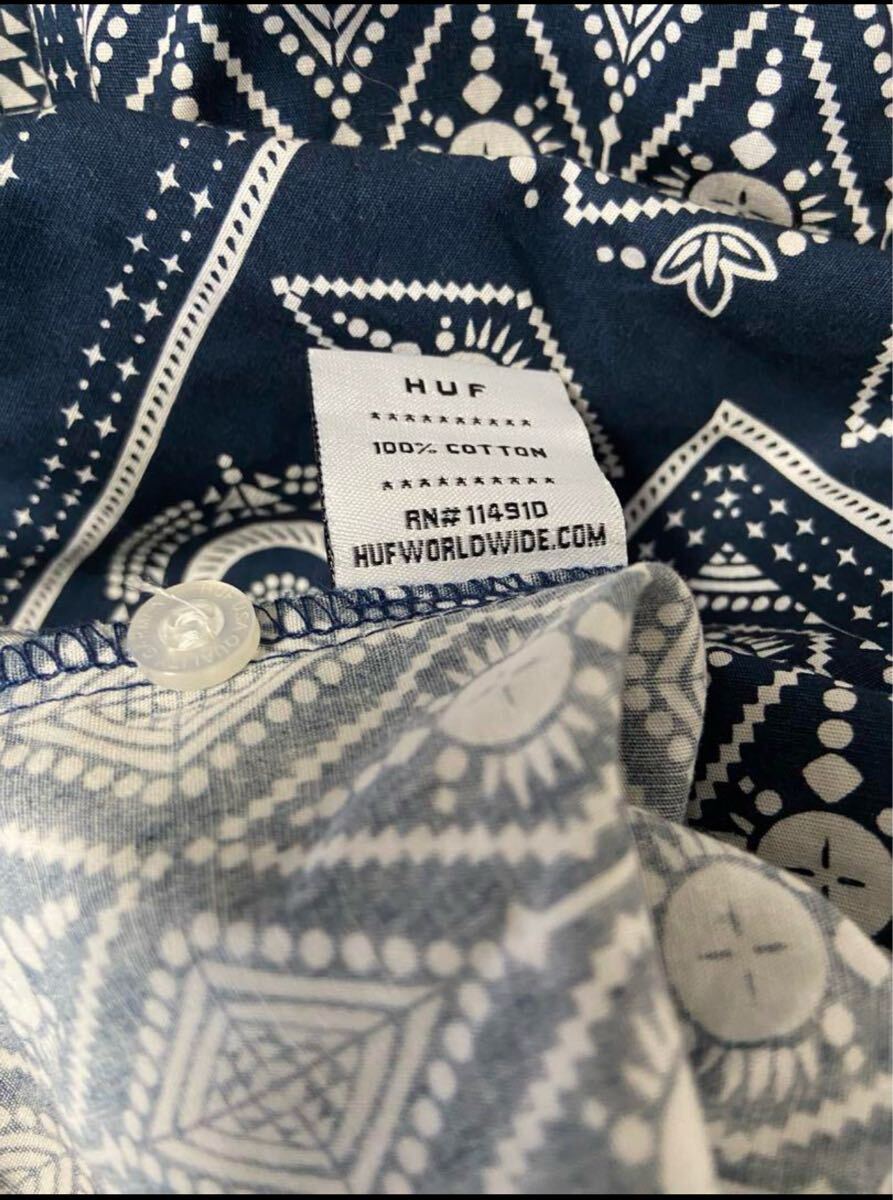 HUF
**********
100% COTTON
**********
RN# 114910
HUFWORLDWIDE.COM